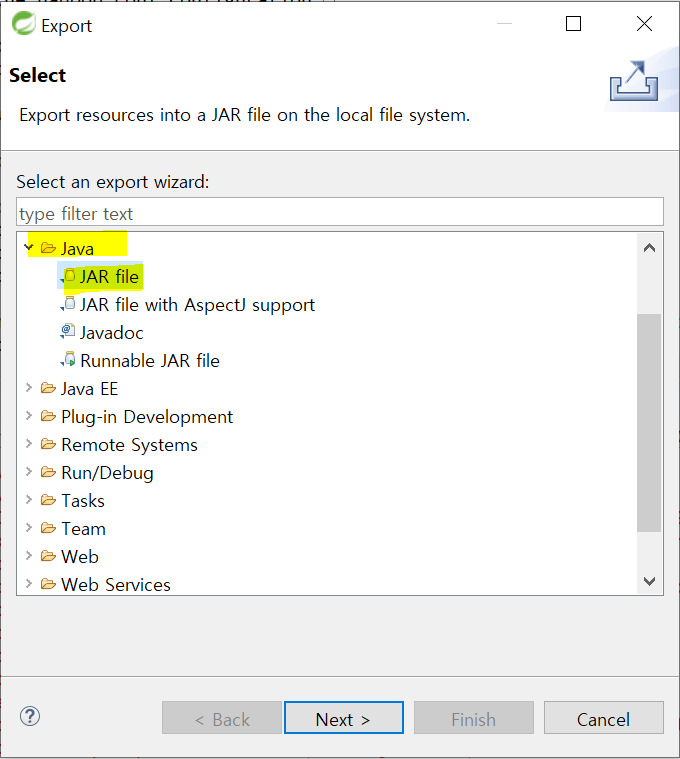 Export
Select
Export resources into a JAR file on the local file system.
Select an export wizard:
type filter text
Java
JAR file
JAR file with AspectJ support
Javadoc
Runnable JAR file
Java EE
Plug-in Development
Remote Systems
Run/Debug
Tasks
Team
Web
Web Services
< Back
Next >
Finish
Cancel